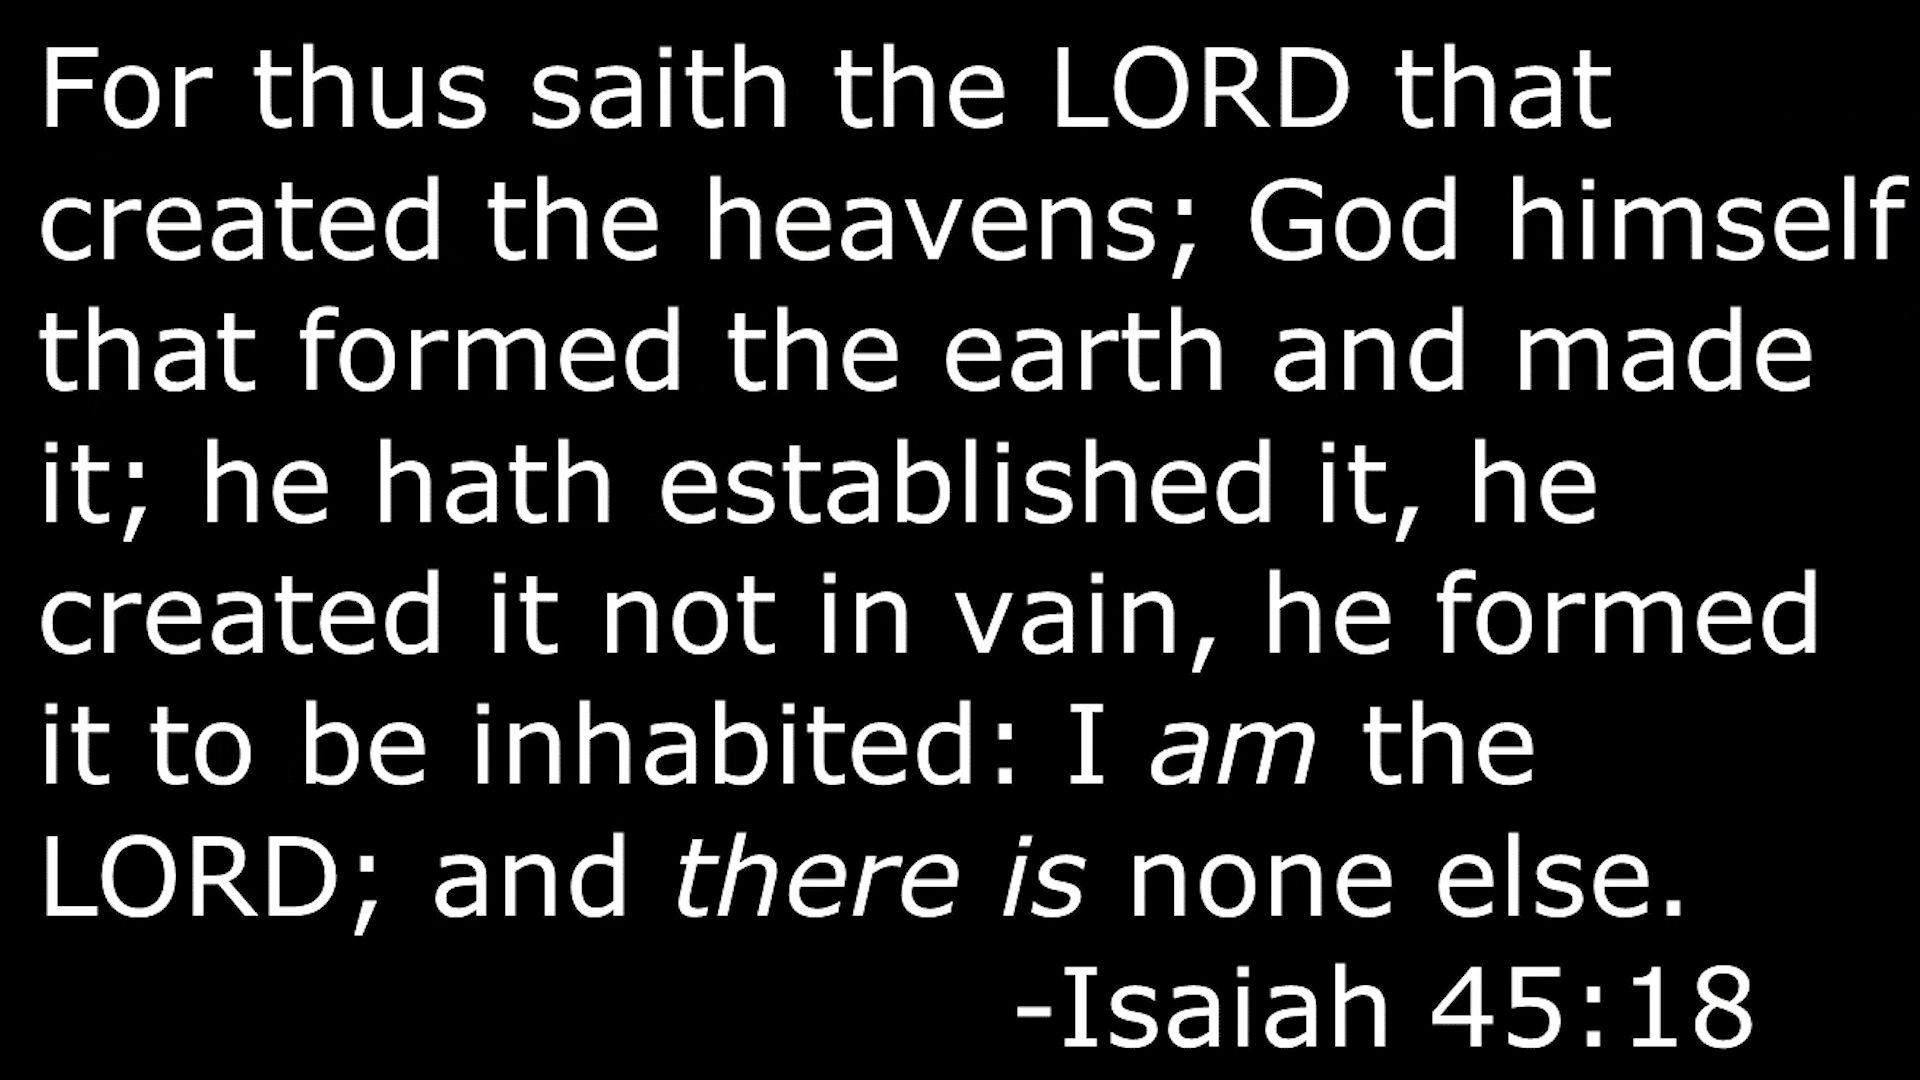 For thus saith the LORD that
created the heavens; God himself
that formed the earth and made
it; he hath established it, he
created it not in vain, he formed
it to be inhabited: I am the
LORD; and there is none else.
-Isaiah 45:18